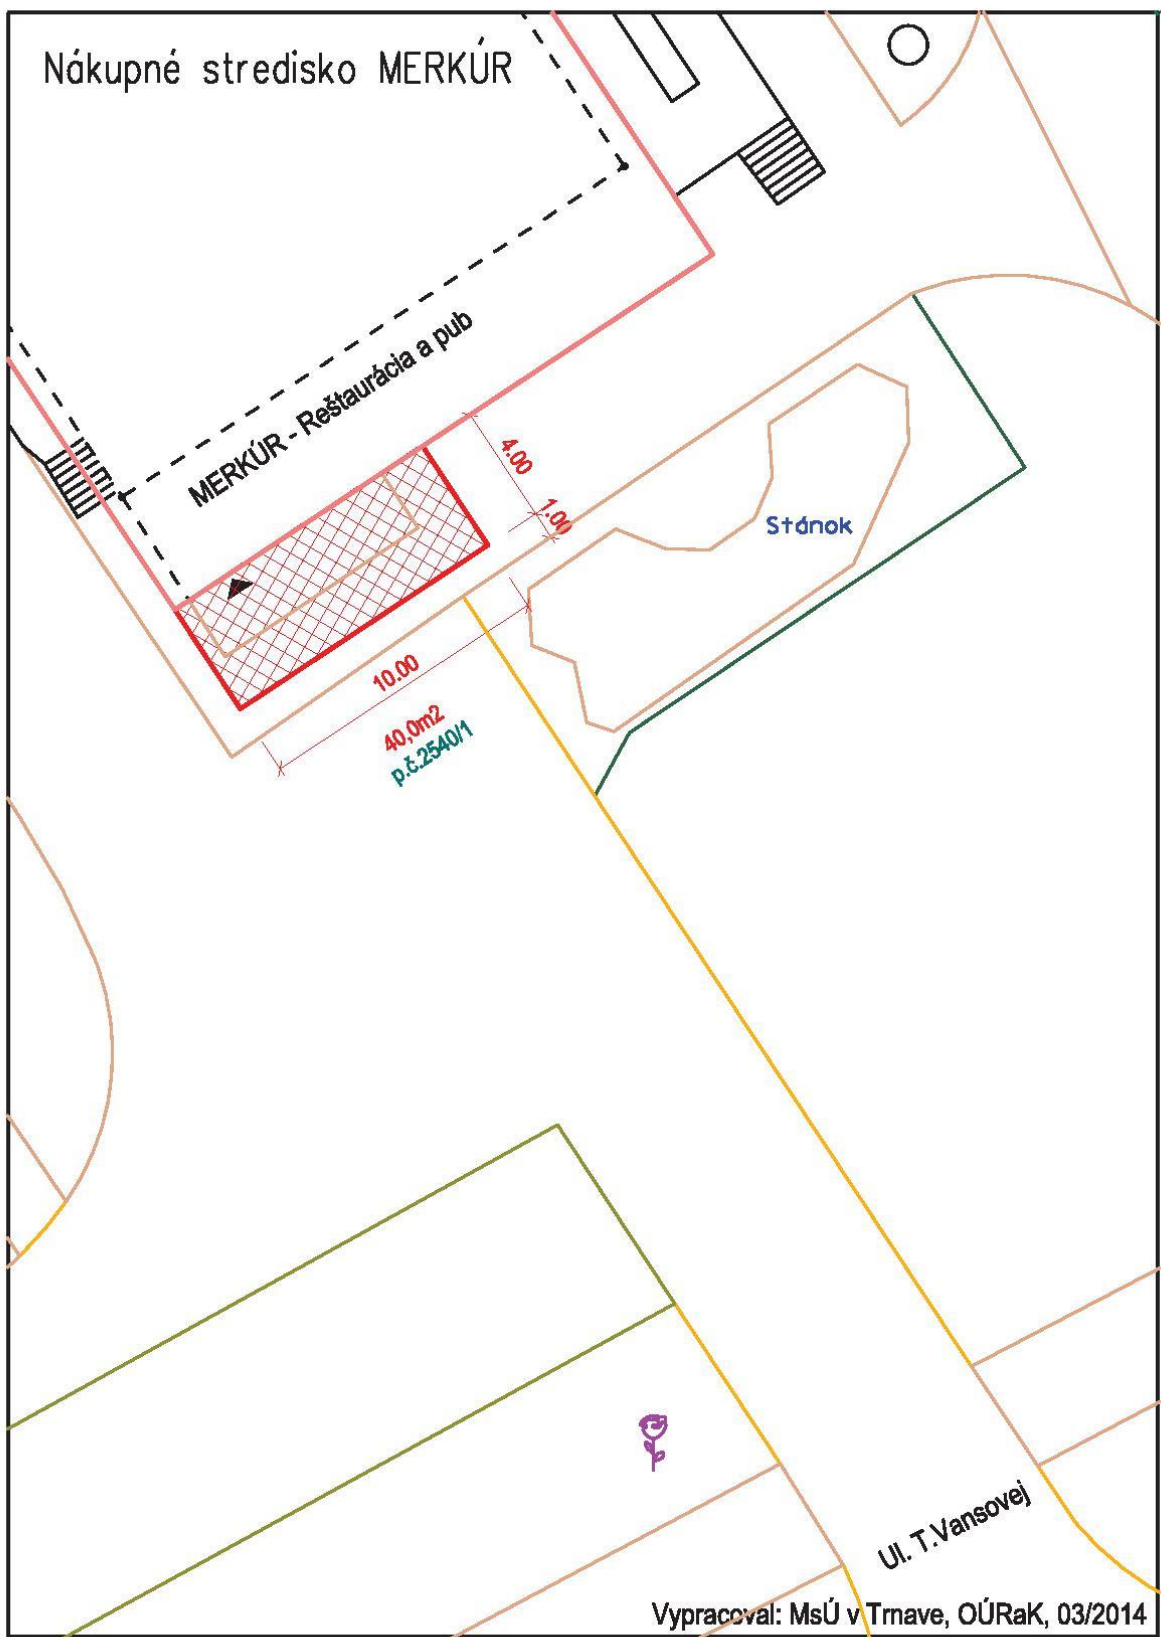 Nákupné stredisko MERKÚR
MERKÚR - Reštaurácia a pub
4.00
1.00
Stánok
10.00
40,0m2
p.č.2540/1
Ul. T.Vansovej
Vypracoval: MsÚ v Trnave, OÚRaK, 03/2014